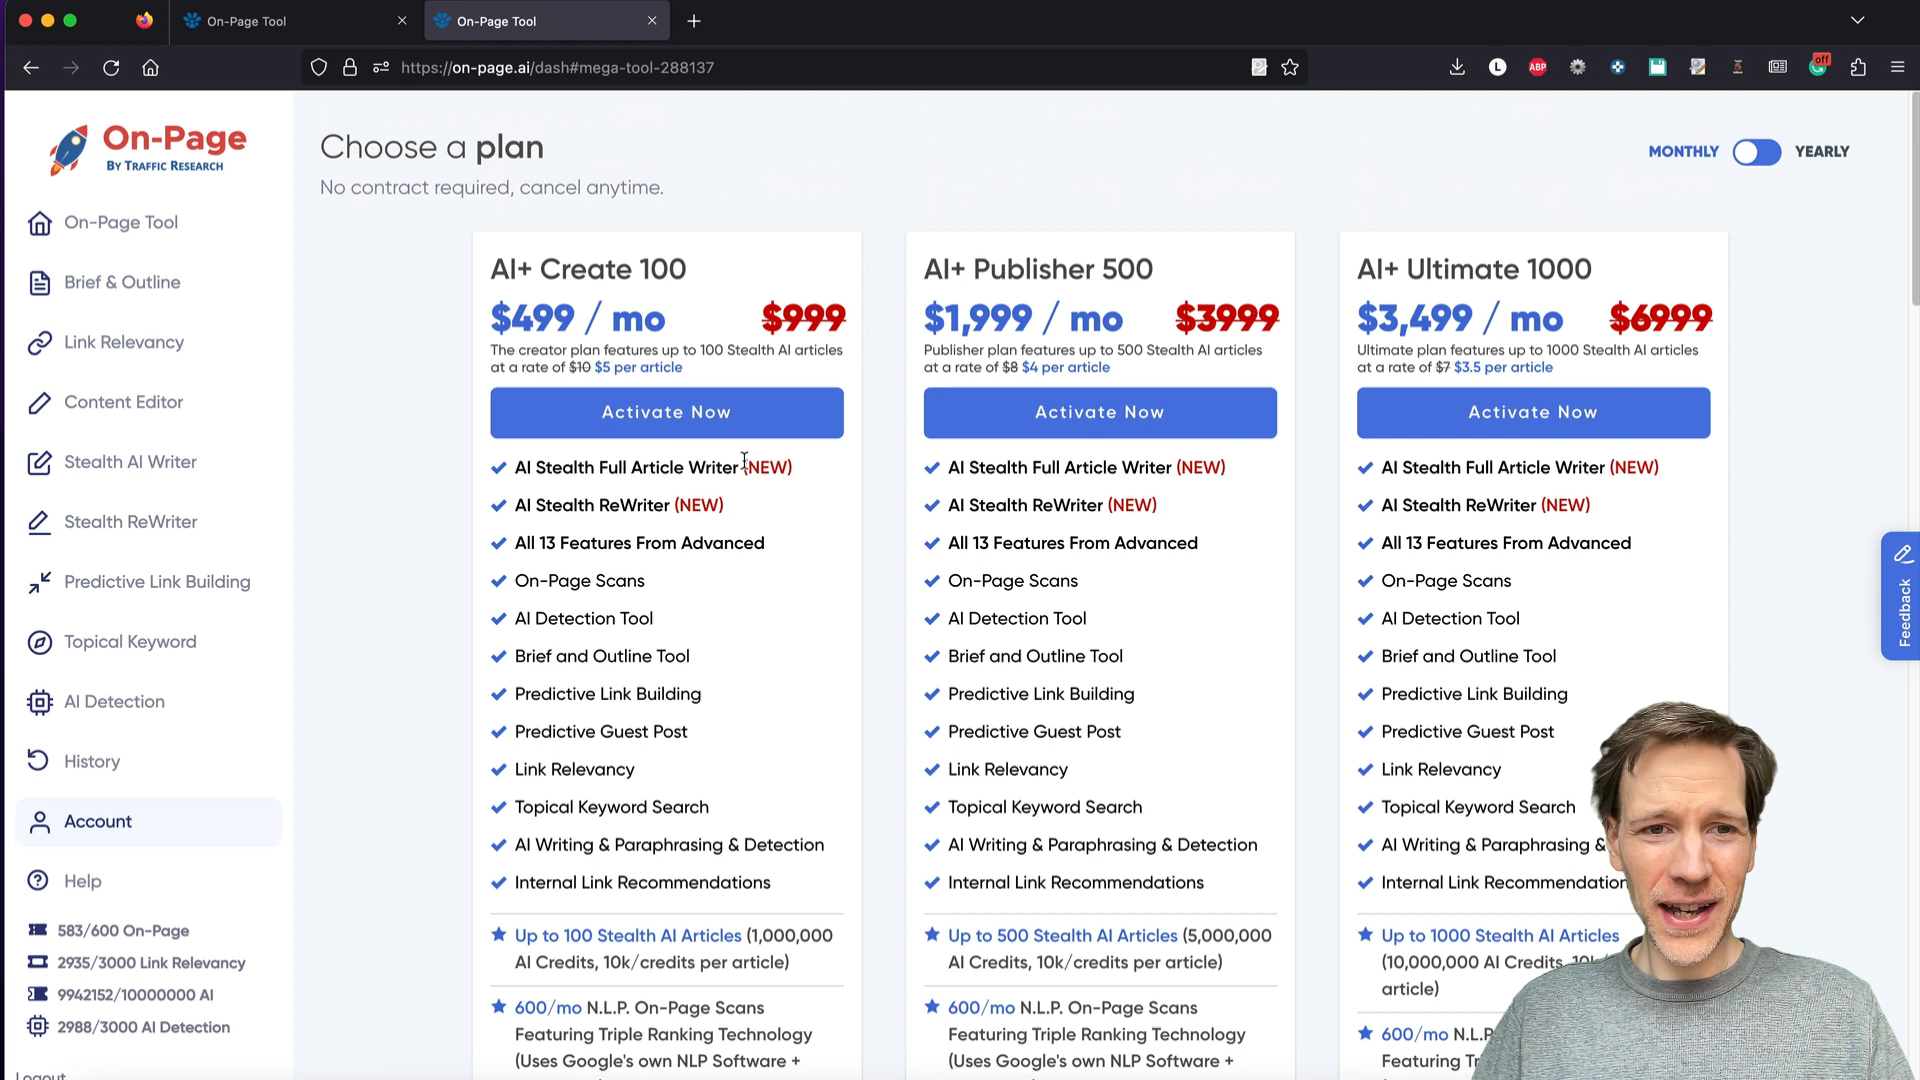 On-Page Tool
On-Page Tool
https://on-page.ai/dash#mega-tool-288137
L
ABP
off
On-Page
BY TRAFFIC RESEARCH
On-Page Tool
Brief & Outline
Link Relevancy
Content Editor
Stealth AI Writer
Stealth ReWriter
Predictive Link Building
Topical Keyword
AI Detection
History
Account
Help
583/600 On-Page
2935/3000 Link Relevancy
9942152/10000000 AI
2988/3000 AI Detection
Logout
Choose a plan
No contract required, cancel anytime.
MONTHLY YEARLY
AI+ Create 100
$499 / mo $999
The creator plan features up to 100 Stealth AI articles
at a rate of $10 $5 per article
Activate Now
AI Stealth Full Article Writer (NEW)
AI Stealth ReWriter (NEW)
All 13 Features From Advanced
On-Page Scans
AI Detection Tool
Brief and Outline Tool
Predictive Link Building
Predictive Guest Post
Link Relevancy
Topical Keyword Search
AI Writing & Paraphrasing & Detection
Internal Link Recommendations
Up to 100 Stealth AI Articles (1,000,000
AI Credits, 10k/credits per article)
600/mo N.L.P. On-Page Scans
Featuring Triple Ranking Technology
(Uses Google's own NLP Software +
AI+ Publisher 500
$1,999 / mo $3999
Publisher plan features up to 500 Stealth AI articles
at a rate of $8 $4 per article
Activate Now
AI Stealth Full Article Writer (NEW)
AI Stealth ReWriter (NEW)
All 13 Features From Advanced
On-Page Scans
AI Detection Tool
Brief and Outline Tool
Predictive Link Building
Predictive Guest Post
Link Relevancy
Topical Keyword Search
AI Writing & Paraphrasing & Detection
Internal Link Recommendations
Up to 500 Stealth AI Articles (5,000,000
AI Credits, 10k/credits per article)
600/mo N.L.P. On-Page Scans
Featuring Triple Ranking Technology
(Uses Google's own NLP Software +
AI+ Ultimate 1000
$3,499 / mo $6999
Ultimate plan features up to 1000 Stealth AI articles
at a rate of $7 $3.5 per article
Activate Now
AI Stealth Full Article Writer (NEW)
AI Stealth ReWriter (NEW)
All 13 Features From Advanced
On-Page Scans
AI Detection Tool
Brief and Outline Tool
Predictive Link Building
Predictive Guest Post
Link Relevancy
Topical Keyword Search
AI Writing & Paraphrasing &
Internal Link Recommendation
Up to 1000 Stealth AI Articles
(10,000,000 AI Credits,
article)
600/mo N.L.P
Featuring
Feedback